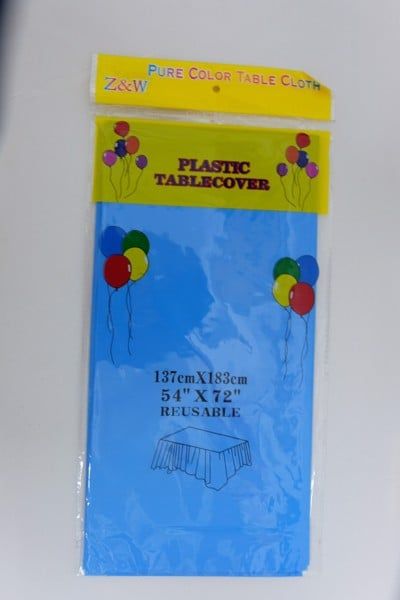 Z&W
PURE COLOR TABLE CLOTH
PLASTIC
TABLECOVER
137cmX183cm
54" X 72"
REUSABLE